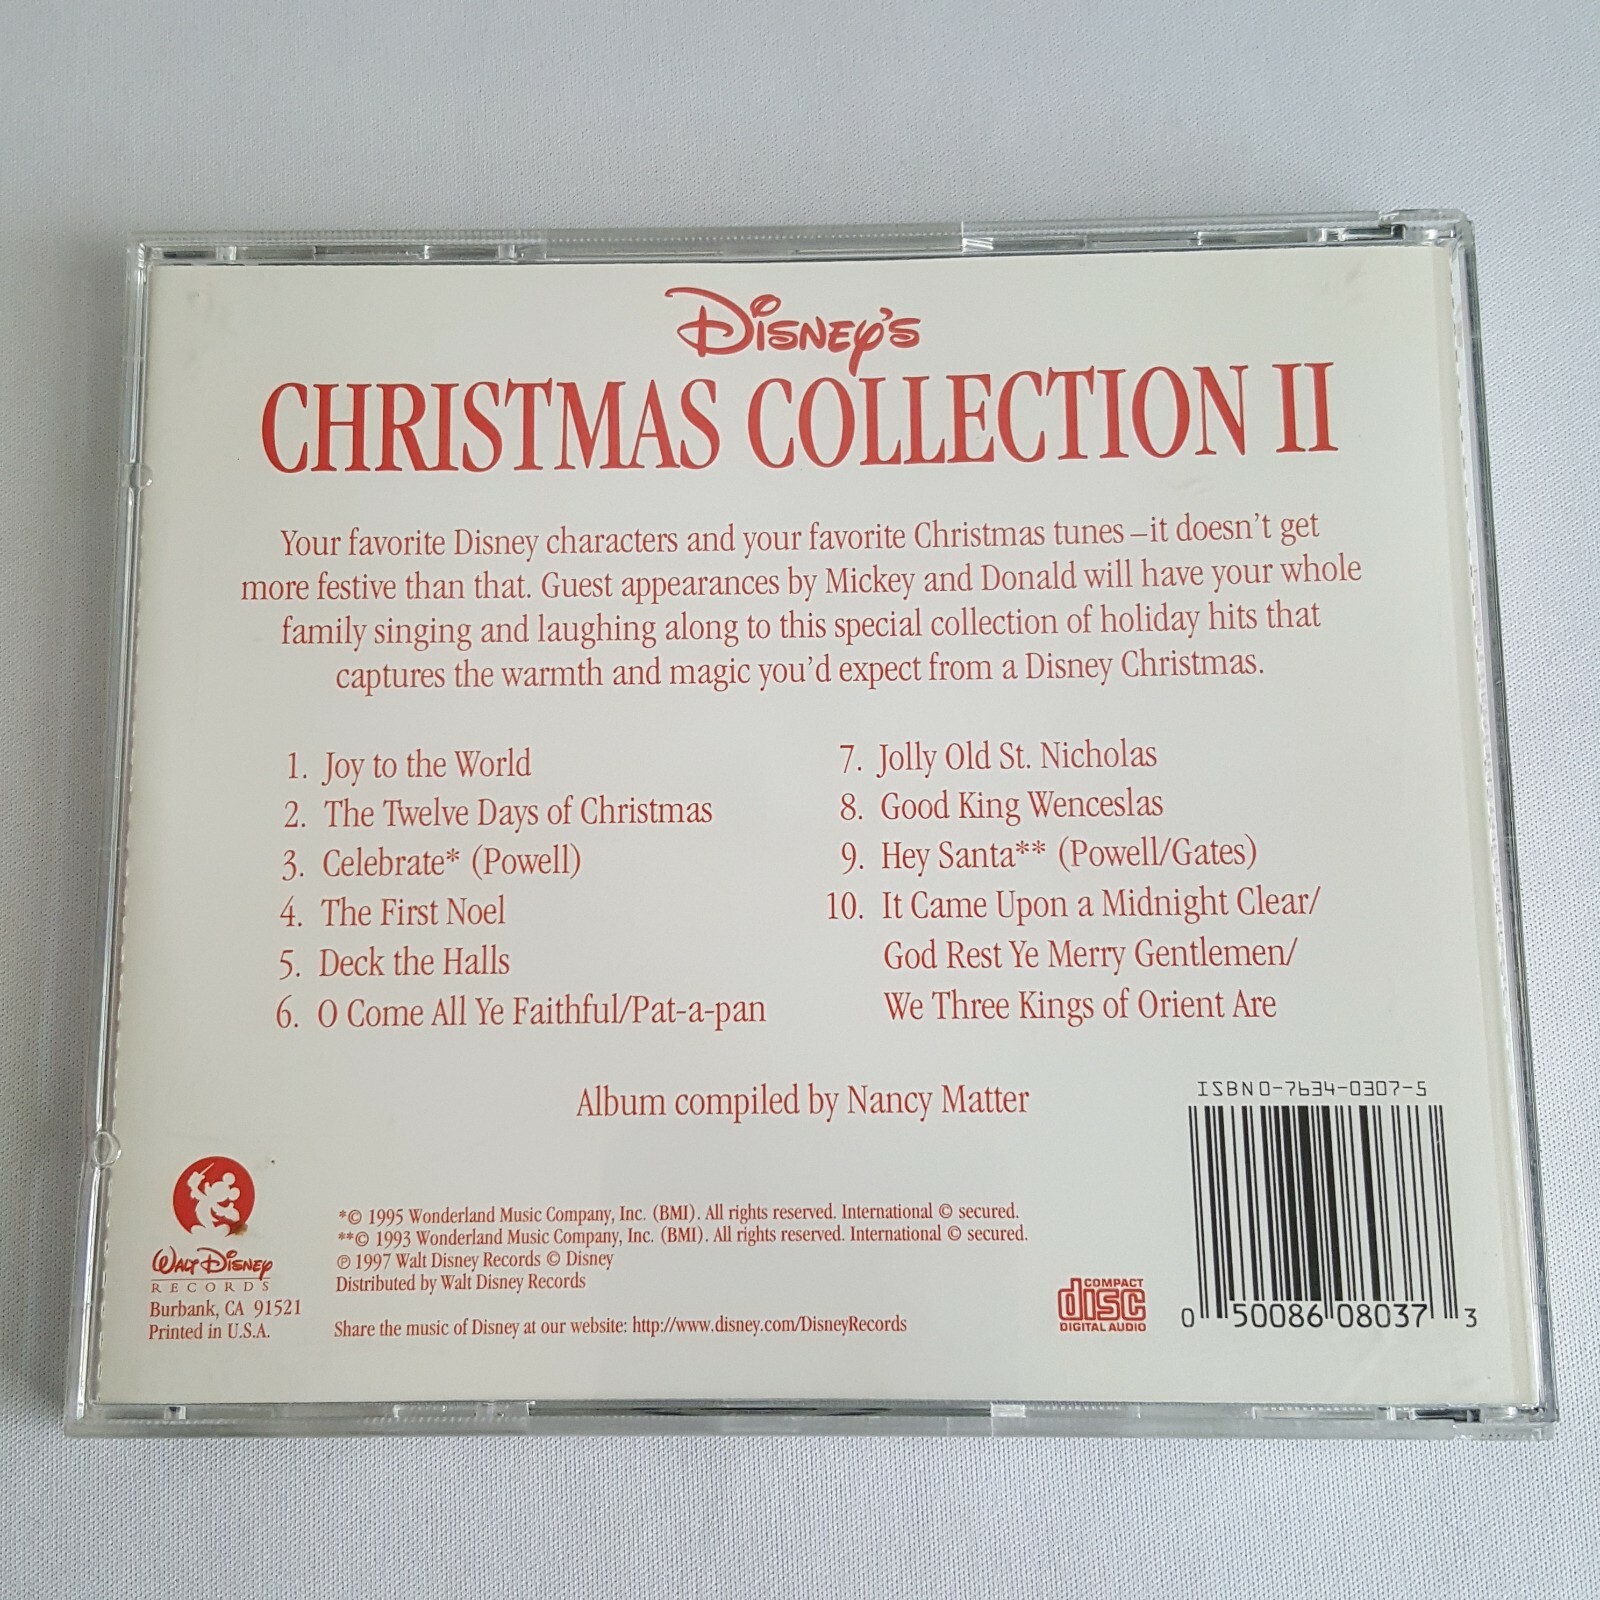 Disney's
CHRISTMAS COLLECTION II
Your favorite Disney characters and your favorite Christmas tunes–it doesn't get
more festive than that. Guest appearances by Mickey and Donald will have your whole
family singing and laughing along to this special collection of holiday hits that
captures the warmth and magic you'd expect from a Disney Christmas.
1. Joy to the World
2. The Twelve Days of Christmas
3. Celebrate* (Powell)
4. The First Noel
5. Deck the Halls
6. O Come All Ye Faithful/Pat-a-pan
7. Jolly Old St. Nicholas
8. Good King Wenceslas
9. Hey Santa** (Powell/Gates)
10. It Came Upon a Midnight Clear/
God Rest Ye Merry Gentlemen/
We Three Kings of Orient Are
Album compiled by Nancy Matter
WALT DISNEY
RECORDS
Burbank, CA 91521
Printed in U.S.A.
*© 1995 Wonderland Music Company, Inc. (BMI). All rights reserved. International © secured.
**© 1993 Wonderland Music Company, Inc. (BMI). All rights reserved. International © secured.
℗ 1997 Walt Disney Records © Disney
Distributed by Walt Disney Records
Share the music of Disney at our website: http://www.disney.com/DisneyRecords
COMPACT
disc
DIGITAL AUDIO
ISBN 0-7634-0307-5
0 50086 08037 3